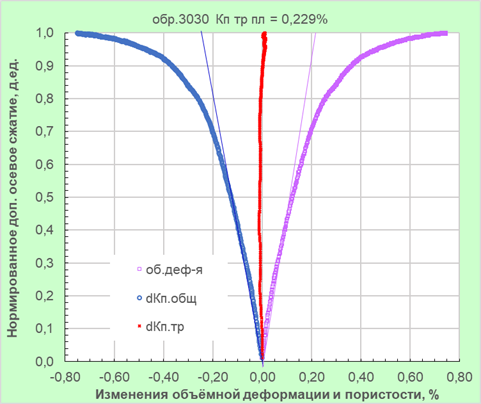 обр.3030 Кп тр пл = 0,229%
Нормированное доп. осевое сжатие, д.ед.
1,0
0,9
0,8
0,7
0,6
0,5
0,4
0,3
0,2
0,1
0,0
об.деф-я
dКп.общ
dКп.тр
-0,80 -0,60 -0,40 -0,20 0,00 0,20 0,40 0,60 0,80
Изменения объёмной деформации и пористости, %